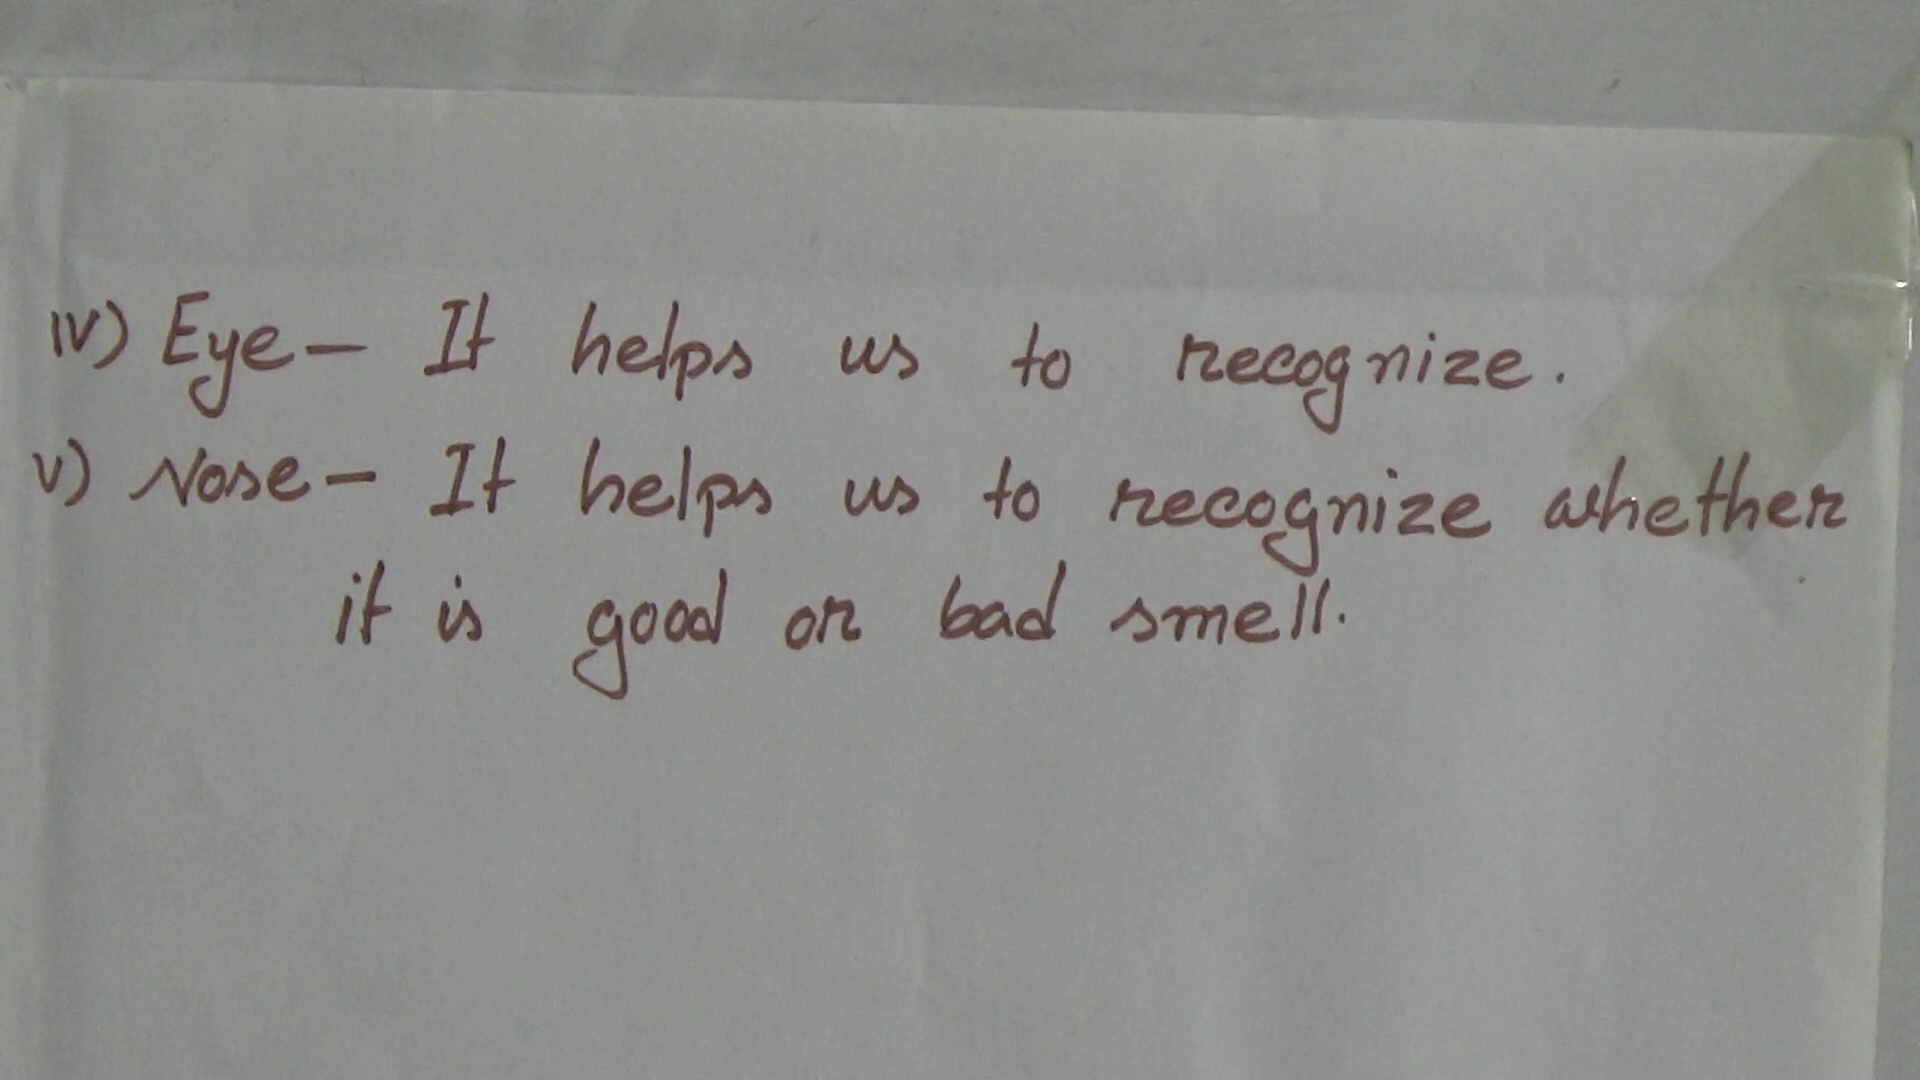 iv) Eye - It helps us to recognize.
v) Nose - It helps us to recognize whether
it is good or bad smell.